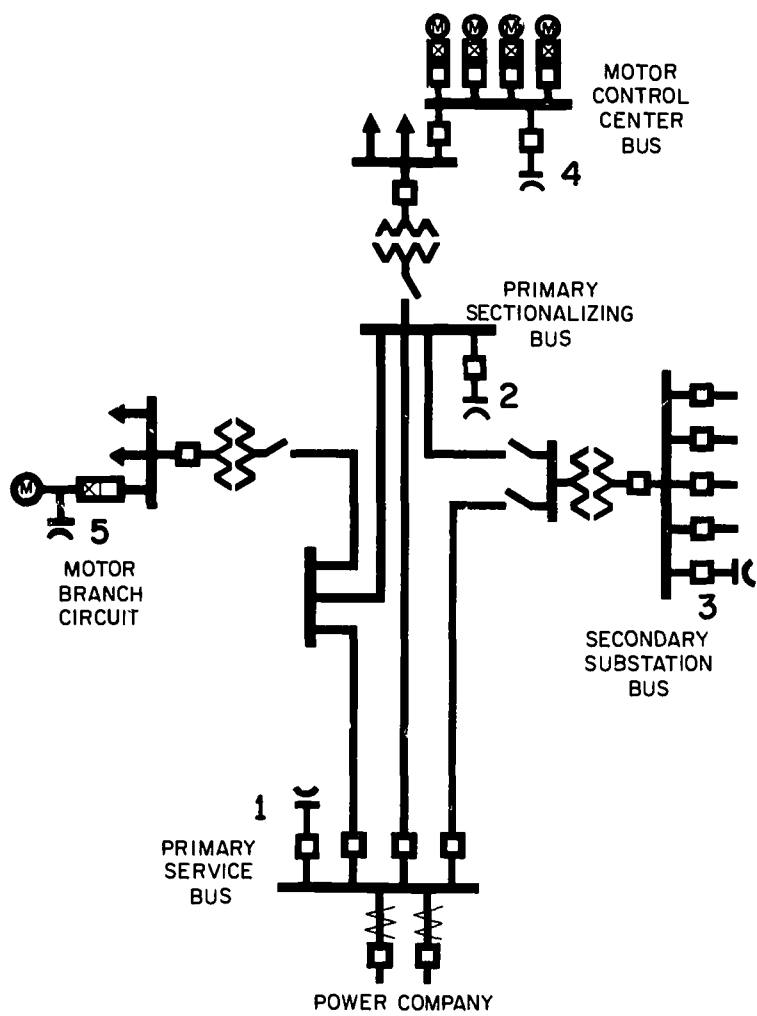 M M M M
MOTOR
CONTROL
CENTER
BUS
4
PRIMARY
SECTIONALIZING
BUS
2
M
5
MOTOR
BRANCH
CIRCUIT
3
SECONDARY
SUBSTATION
BUS
1
PRIMARY
SERVICE
BUS
POWER COMPANY